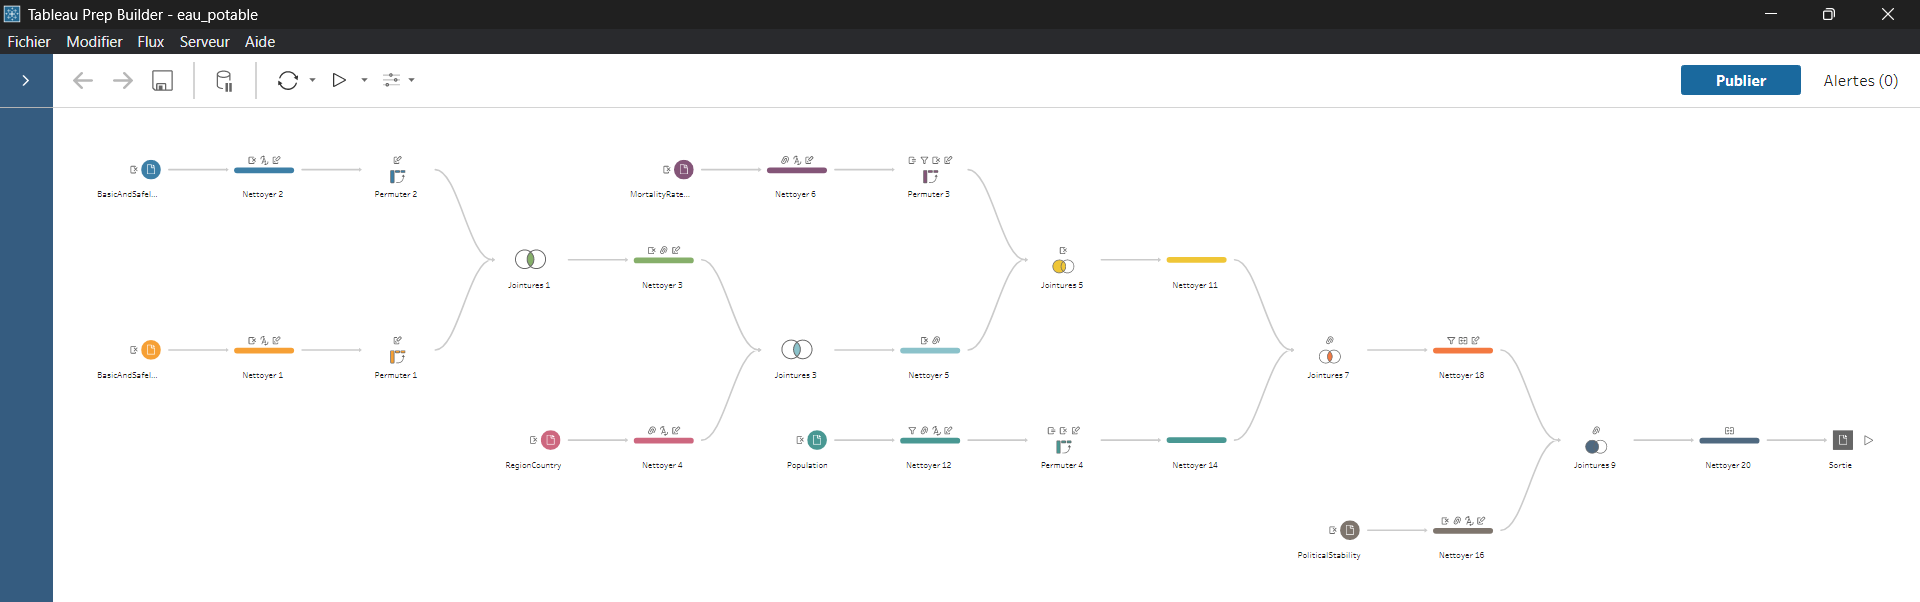 Tableau Prep Builder - eau_potable
Fichier Modifier Flux Serveur Aide
Publier Alertes (0)
BasicAndSafel... Nettoyer 2 Permuter 2 MortalityRate... Nettoyer 6 Permuter 3
Jointures 1 Nettoyer 3 Jointures 5 Nettoyer 11
BasicAndSafel... Nettoyer 1 Permuter 1 Jointures 3 Nettoyer 5 Jointures 7 Nettoyer 18
RegionCountry Nettoyer 4 Population Nettoyer 12 Permuter 4 Nettoyer 14 Jointures 9 Nettoyer 20 Sortie
PoliticalStability Nettoyer 16